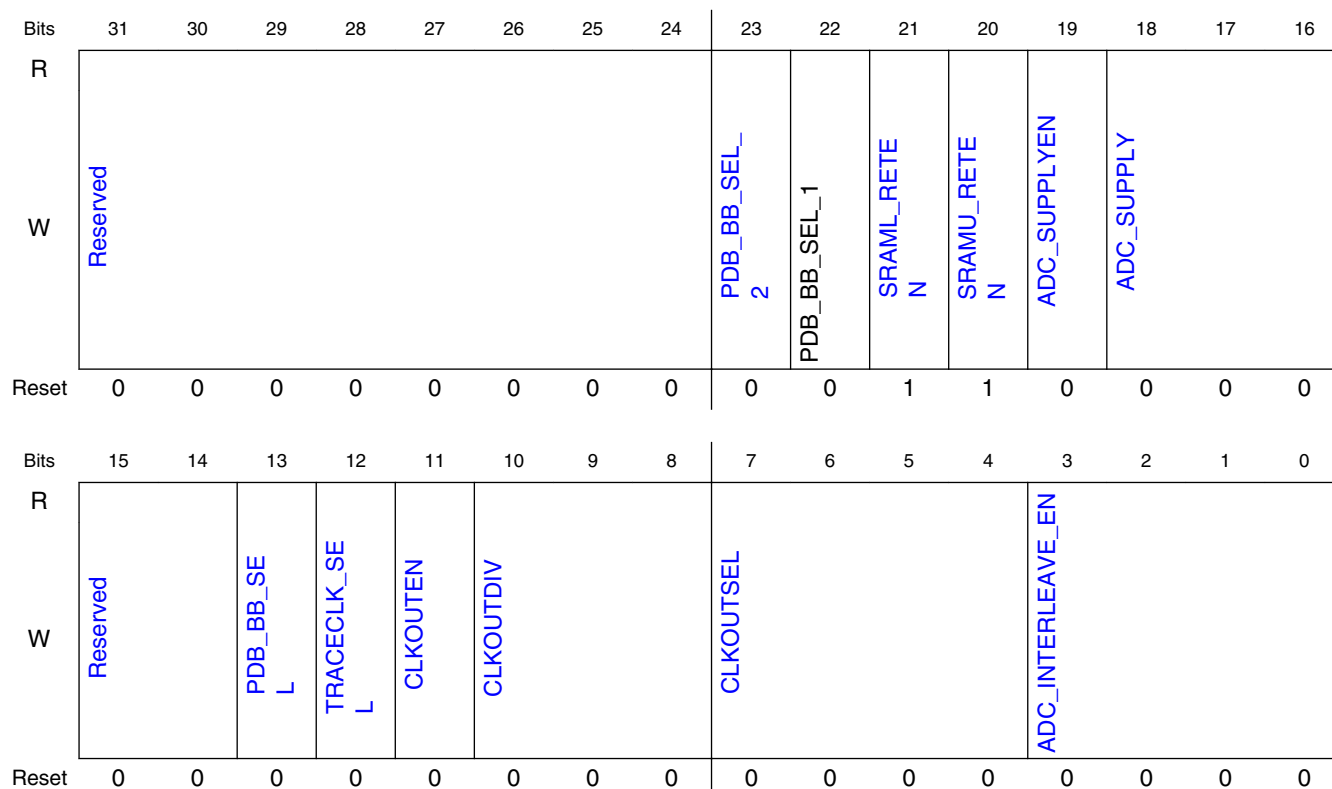 Bits 31 30 29 28 27 26 25 24 23 22 21 20 19 18 17 16
R
W
Reserved
PDB_BB_SEL_
2
PDB_BB_SEL_1
SRAML_RETE
N
SRAMU_RETE
N
ADC_SUPPLYEN
ADC_SUPPLY
Reset 0 0 0 0 0 0 0 0 0 0 1 1 0 0 0 0
Bits 15 14 13 12 11 10 9 8 7 6 5 4 3 2 1 0
R
W
Reserved
PDB_BB_SE
L
TRACECLK_SE
L
CLKOUTEN
CLKOUTDIV
CLKOUTSEL
ADC_INTERLEAVE_EN
Reset 0 0 0 0 0 0 0 0 0 0 0 0 0 0 0 0